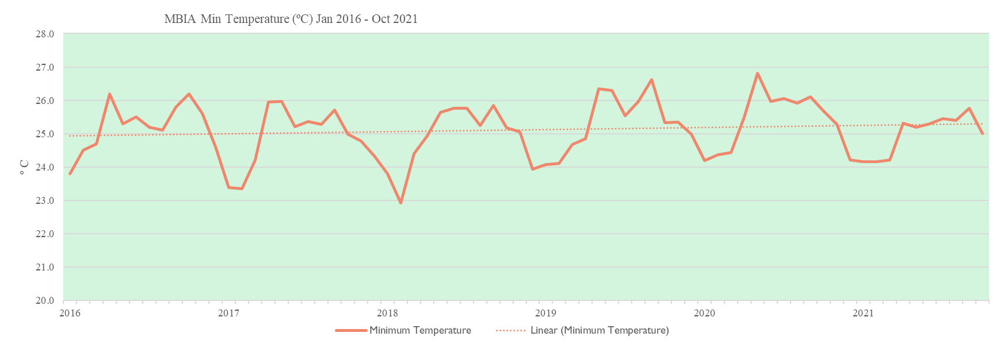 MBIA Min Temperature (ºC) Jan 2016 - Oct 2021
28.0
27.0
26.0
25.0
24.0
23.0
22.0
21.0
20.0
º C
2016 2017 2018 2019 2020 2021
Minimum Temperature Linear (Minimum Temperature)